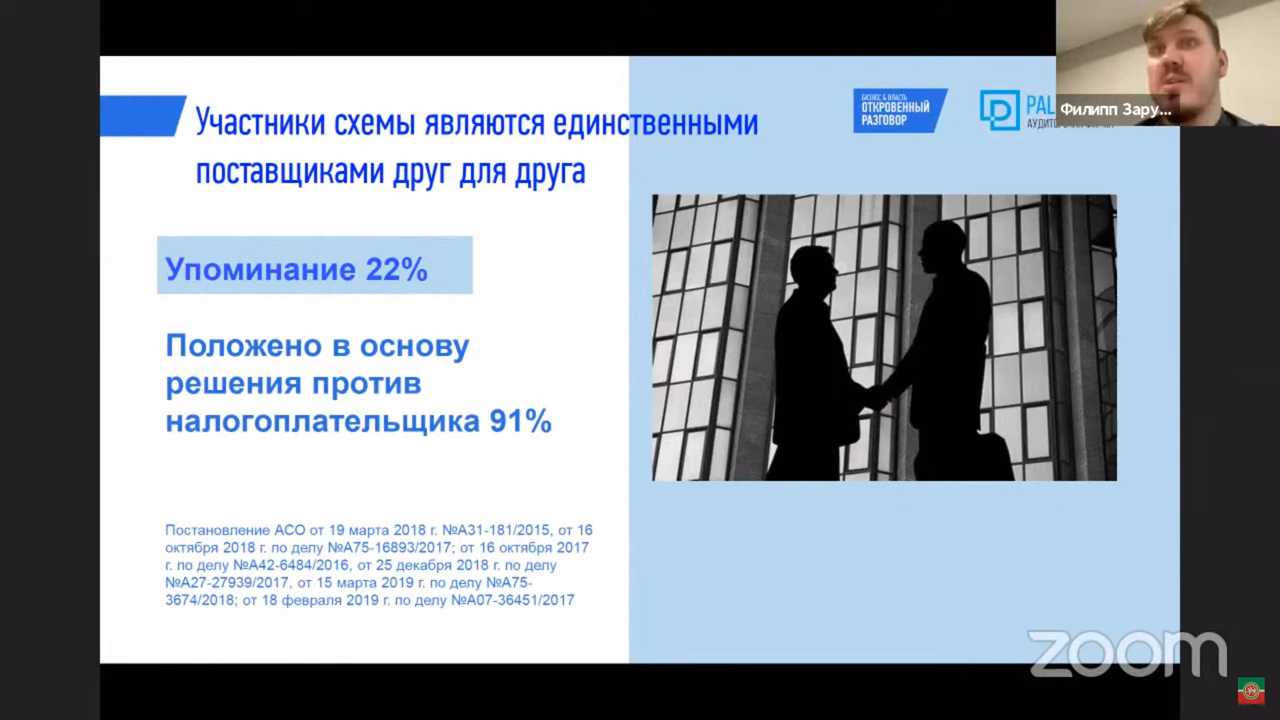 Участники схемы являются единственными
поставщиками друг для друга
БИЗНЕС & ВЛАСТЬ
ОТКРОВЕННЫЙ
РАЗГОВОР
PAL
Филипп Зару...
Упоминание 22%
Положено в основу
решения против
налогоплательщика 91%
Постановление АСО от 19 марта 2018 г. №А31-181/2015, от 16
октября 2018 г. по делу №А75-16893/2017; от 16 октября 2017
г. по делу №А42-6484/2016, от 25 декабря 2018 г. по делу
№А27-27939/2017, от 15 марта 2019 г. по делу №А75-
3674/2018; от 18 февраля 2019 г. по делу №А07-36451/2017
zoom